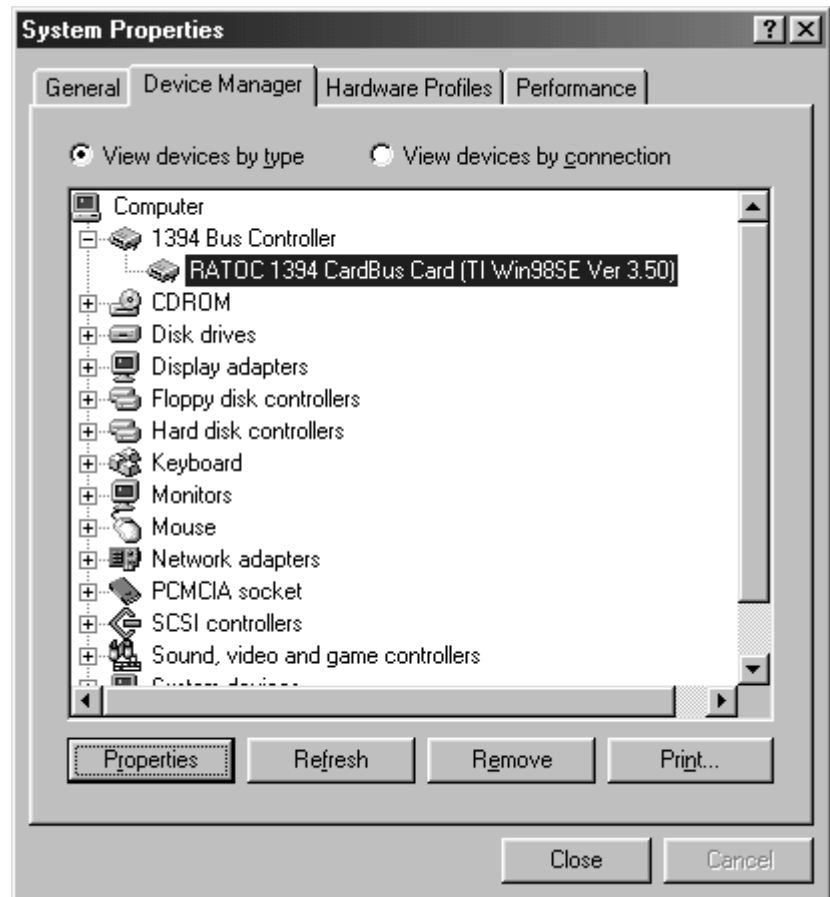 System Properties
General Device Manager Hardware Profiles Performance
View devices by type View devices by connection
Computer
1394 Bus Controller
RATOC 1394 CardBus Card (TI Win98SE Ver 3.50)
CDROM
Disk drives
Display adapters
Floppy disk controllers
Hard disk controllers
Keyboard
Monitors
Mouse
Network adapters
PCMCIA socket
SCSI controllers
Sound, video and game controllers
Properties Refresh Remove Print...
Close Cancel